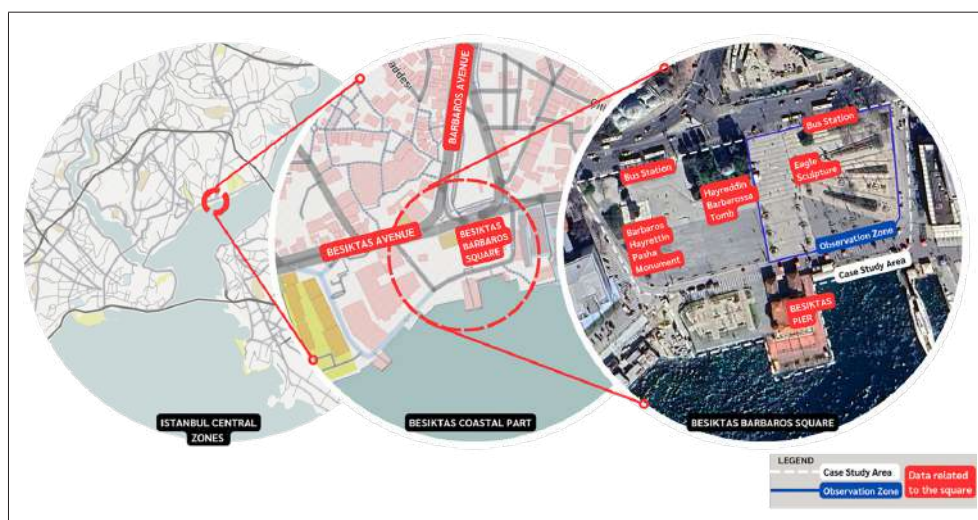 addes
BARBAROS AVENUE
BESIKTAS AVENUE
BESIKTAS
BARBAROS
SQUARE
Bus Station
Bus Station
Eagle
Sculpture
Hayreddin
Barbarossa
Tomb
Barbaros
Hayrettin
Pasha
Monument
Observation Zone
Case Study Area
BESIKTAS
PIER
ISTANBUL CENTRAL
ZONES
BESIKTAS COASTAL PART
BESIKTAS BARBAROS SQUARE
LEGEND
Case Study Area
Observation Zone
Data related
to the square